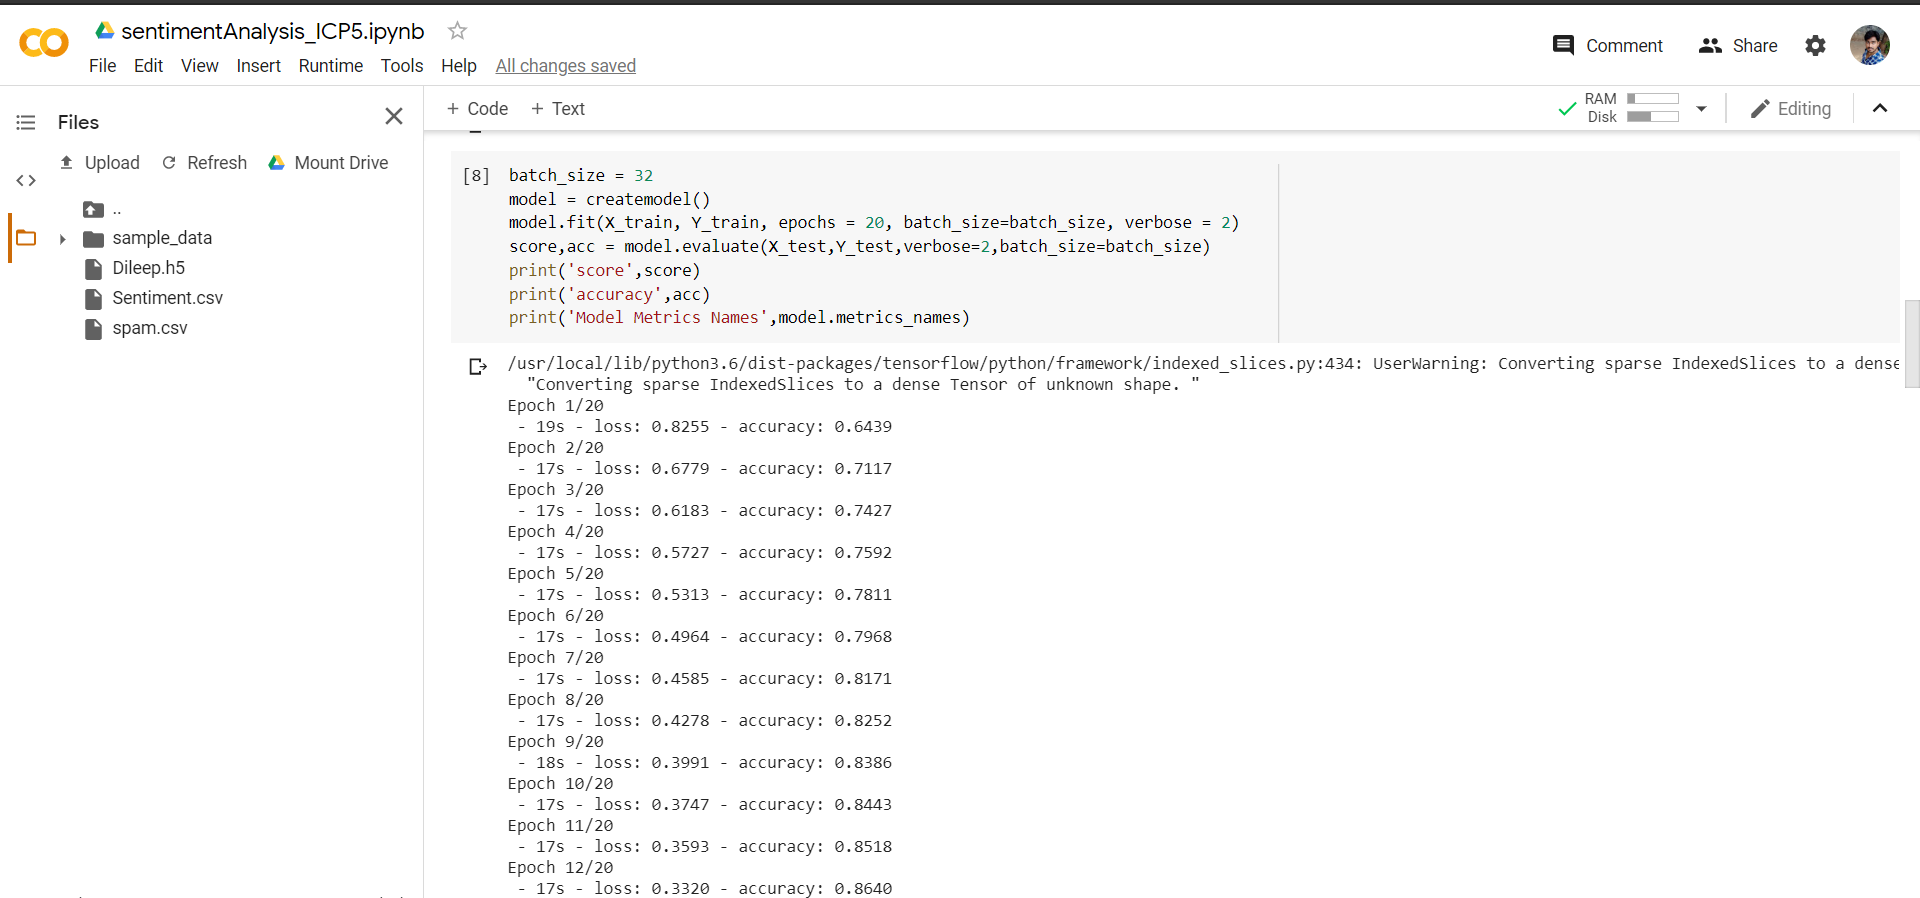 sentimentAnalysis_ICP5.ipynb
File Edit View Insert Runtime Tools Help All changes saved
Comment Share
Files
Upload Refresh Mount Drive
..
sample_data
Dileep.h5
Sentiment.csv
spam.csv
+ Code + Text
RAM
Disk
Editing
[8] batch_size = 32
model = createmodel()
model.fit(X_train, Y_train, epochs = 20, batch_size=batch_size, verbose = 2)
score,acc = model.evaluate(X_test,Y_test,verbose=2,batch_size=batch_size)
print('score',score)
print('accuracy',acc)
print('Model Metrics Names',model.metrics_names)
/usr/local/lib/python3.6/dist-packages/tensorflow/python/framework/indexed_slices.py:434: UserWarning: Converting sparse IndexedSlices to a dense
"Converting sparse IndexedSlices to a dense Tensor of unknown shape. "
Epoch 1/20
- 19s - loss: 0.8255 - accuracy: 0.6439
Epoch 2/20
- 17s - loss: 0.6779 - accuracy: 0.7117
Epoch 3/20
- 17s - loss: 0.6183 - accuracy: 0.7427
Epoch 4/20
- 17s - loss: 0.5727 - accuracy: 0.7592
Epoch 5/20
- 17s - loss: 0.5313 - accuracy: 0.7811
Epoch 6/20
- 17s - loss: 0.4964 - accuracy: 0.7968
Epoch 7/20
- 17s - loss: 0.4585 - accuracy: 0.8171
Epoch 8/20
- 17s - loss: 0.4278 - accuracy: 0.8252
Epoch 9/20
- 18s - loss: 0.3991 - accuracy: 0.8386
Epoch 10/20
- 17s - loss: 0.3747 - accuracy: 0.8443
Epoch 11/20
- 17s - loss: 0.3593 - accuracy: 0.8518
Epoch 12/20
- 17s - loss: 0.3320 - accuracy: 0.8640